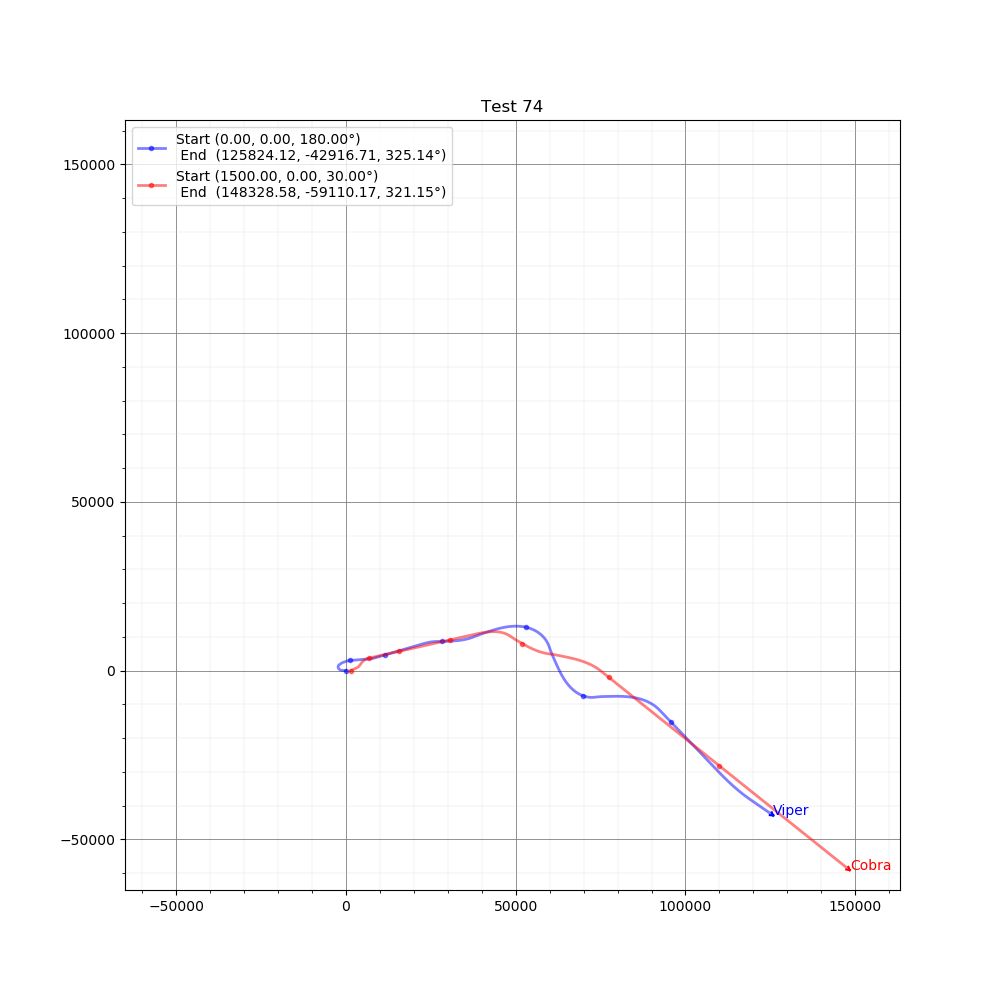 Test 74
Start (0.00, 0.00, 180.00°)
End  (125824.12, -42916.71, 325.14°)
Start (1500.00, 0.00, 30.00°)
End  (148328.58, -59110.17, 321.15°)
150000
100000
50000
0
−50000
Viper
Cobra
−50000
0
50000
100000
150000